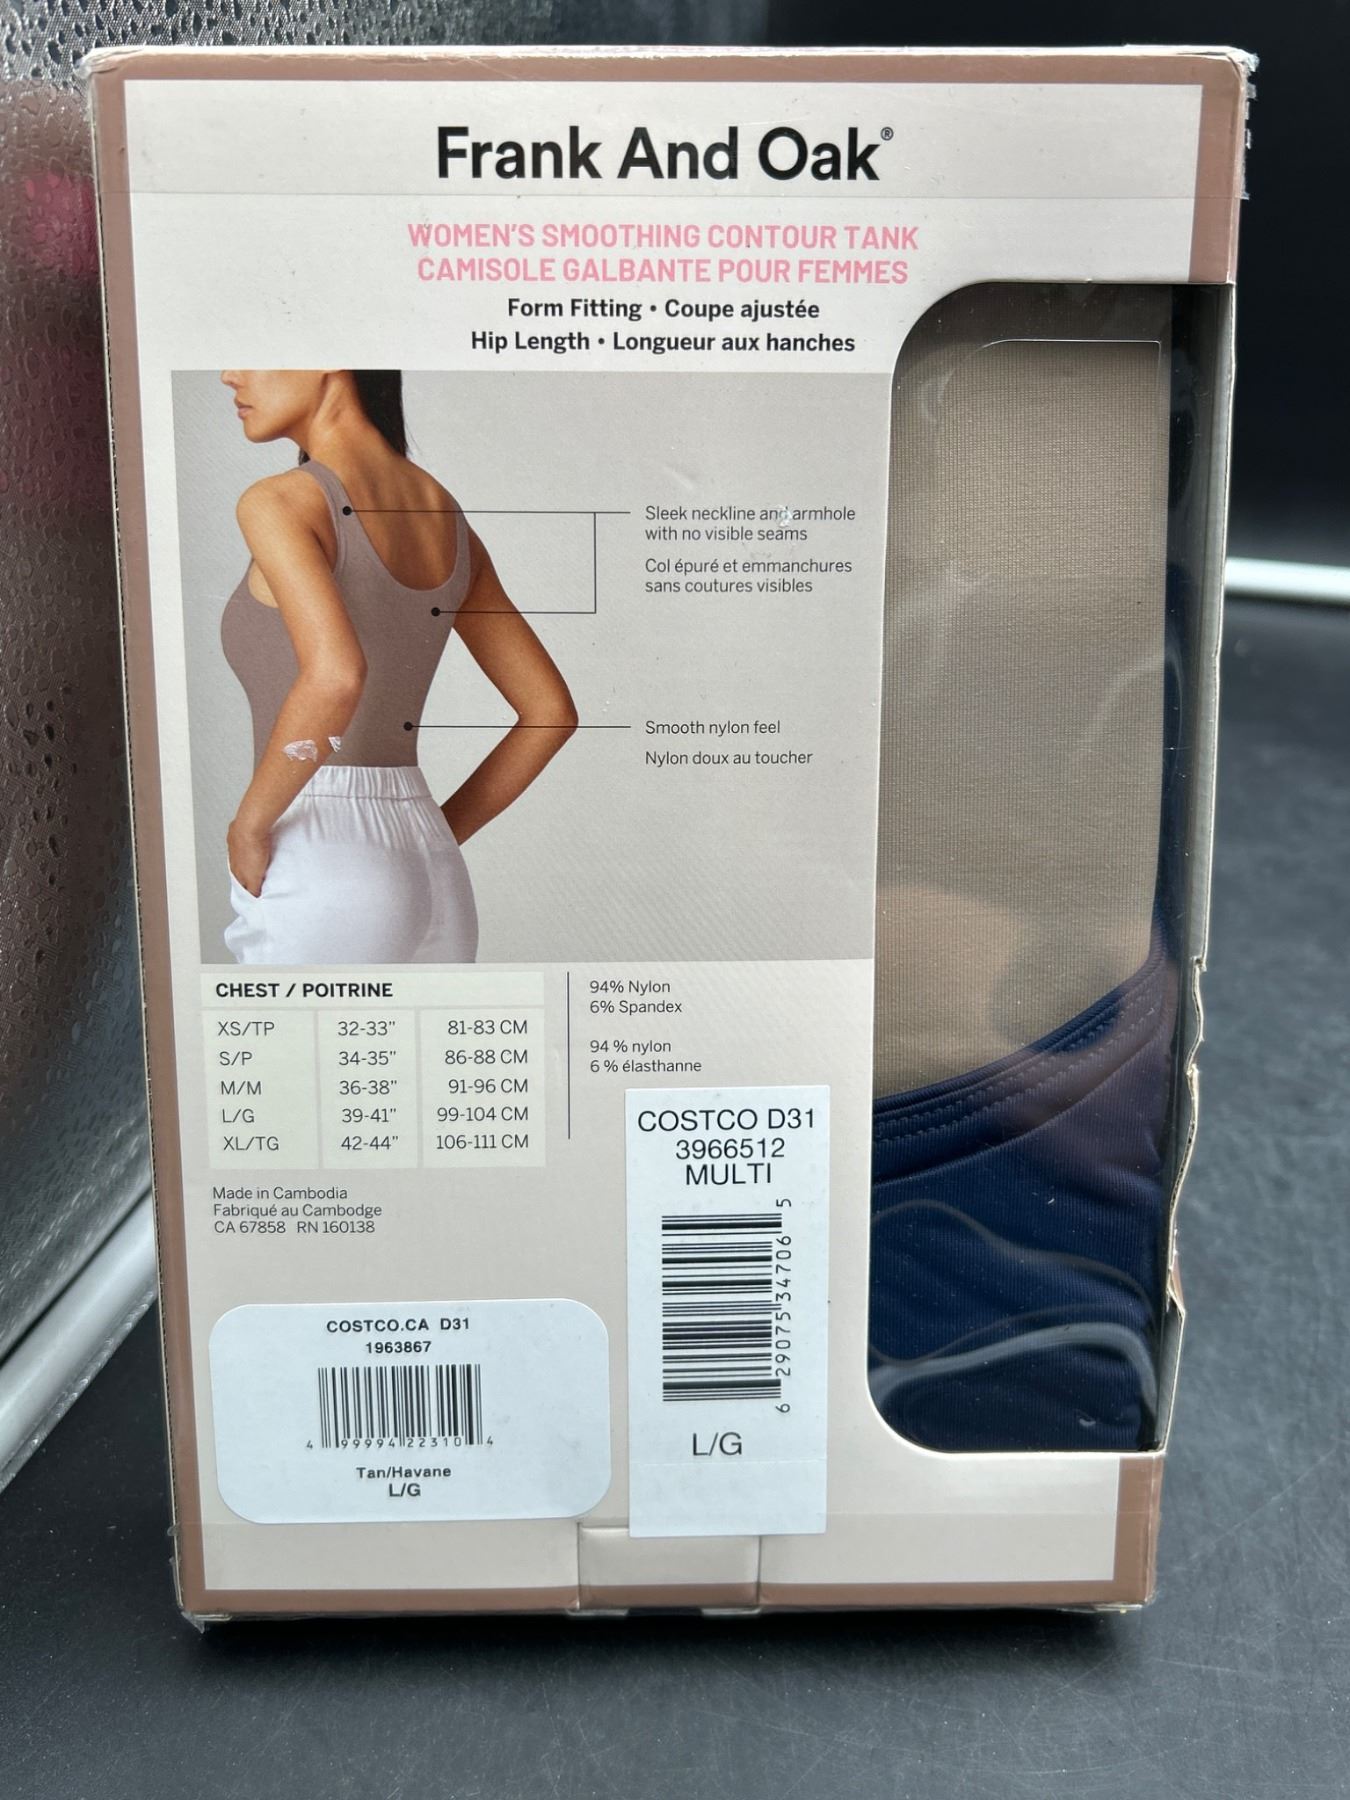 Frank And Oak®
WOMEN'S SMOOTHING CONTOUR TANK
CAMISOLE GALBANTE POUR FEMMES
Form Fitting • Coupe ajustée
Hip Length • Longueur aux hanches
Sleek neckline and armhole
with no visible seams
Col épuré et emmanchures
sans coutures visibles
Smooth nylon feel
Nylon doux au toucher
CHEST / POITRINE
XS/TP 32-33" 81-83 CM
S/P 34-35" 86-88 CM
M/M 36-38" 91-96 CM
L/G 39-41" 99-104 CM
XL/TG 42-44" 106-111 CM
94% Nylon
6% Spandex
94 % nylon
6 % élasthanne
Made in Cambodia
Fabriqué au Cambodge
CA 67858 RN 160138
COSTCO D31
3966512
MULTI
6 29075 34706 5
L/G
COSTCO.CA D31
1963867
4 99994 22310 4
Tan/Havane
L/G